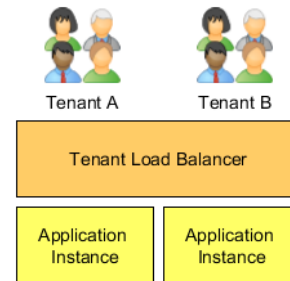 Tenant A
Tenant B
Tenant Load Balancer
Application
Instance
Application
Instance